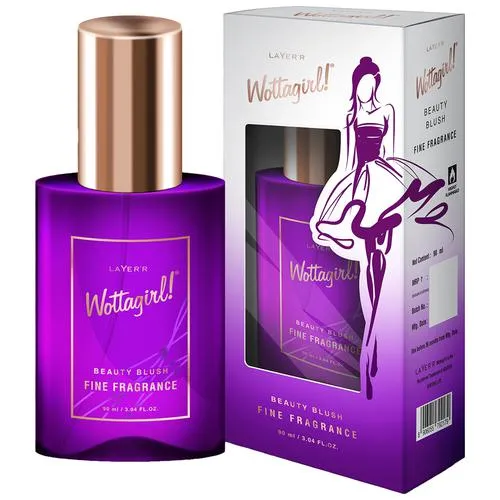 LAYER'R
Wottagirl!®
BEAUTY BLUSH
FINE FRAGRANCE
90 ml / 3.04 FL.OZ.
LAYER'R
Wottagirl!®
BEAUTY BLUSH
FINE FRAGRANCE
90 ml / 3.04 OZ.
LAYER'R
Wottagirl!®
BEAUTY
BLUSH
FINE FRAGRANCE
Net Content : 90 ml
MRP ₹ :
Batch No.:
Mfg. Date:
LAYER'R
Wottagirl!